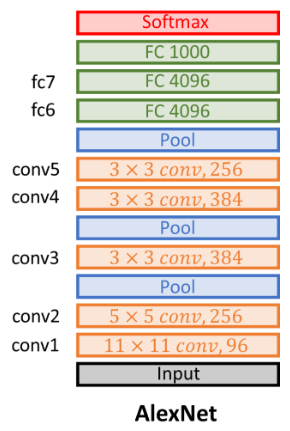 Softmax
FC 1000
fc7 FC 4096
fc6 FC 4096
Pool
conv5 3 × 3 conv, 256
conv4 3 × 3 conv, 384
Pool
conv3 3 × 3 conv, 384
Pool
conv2 5 × 5 conv, 256
conv1 11 × 11 conv, 96
Input
AlexNet